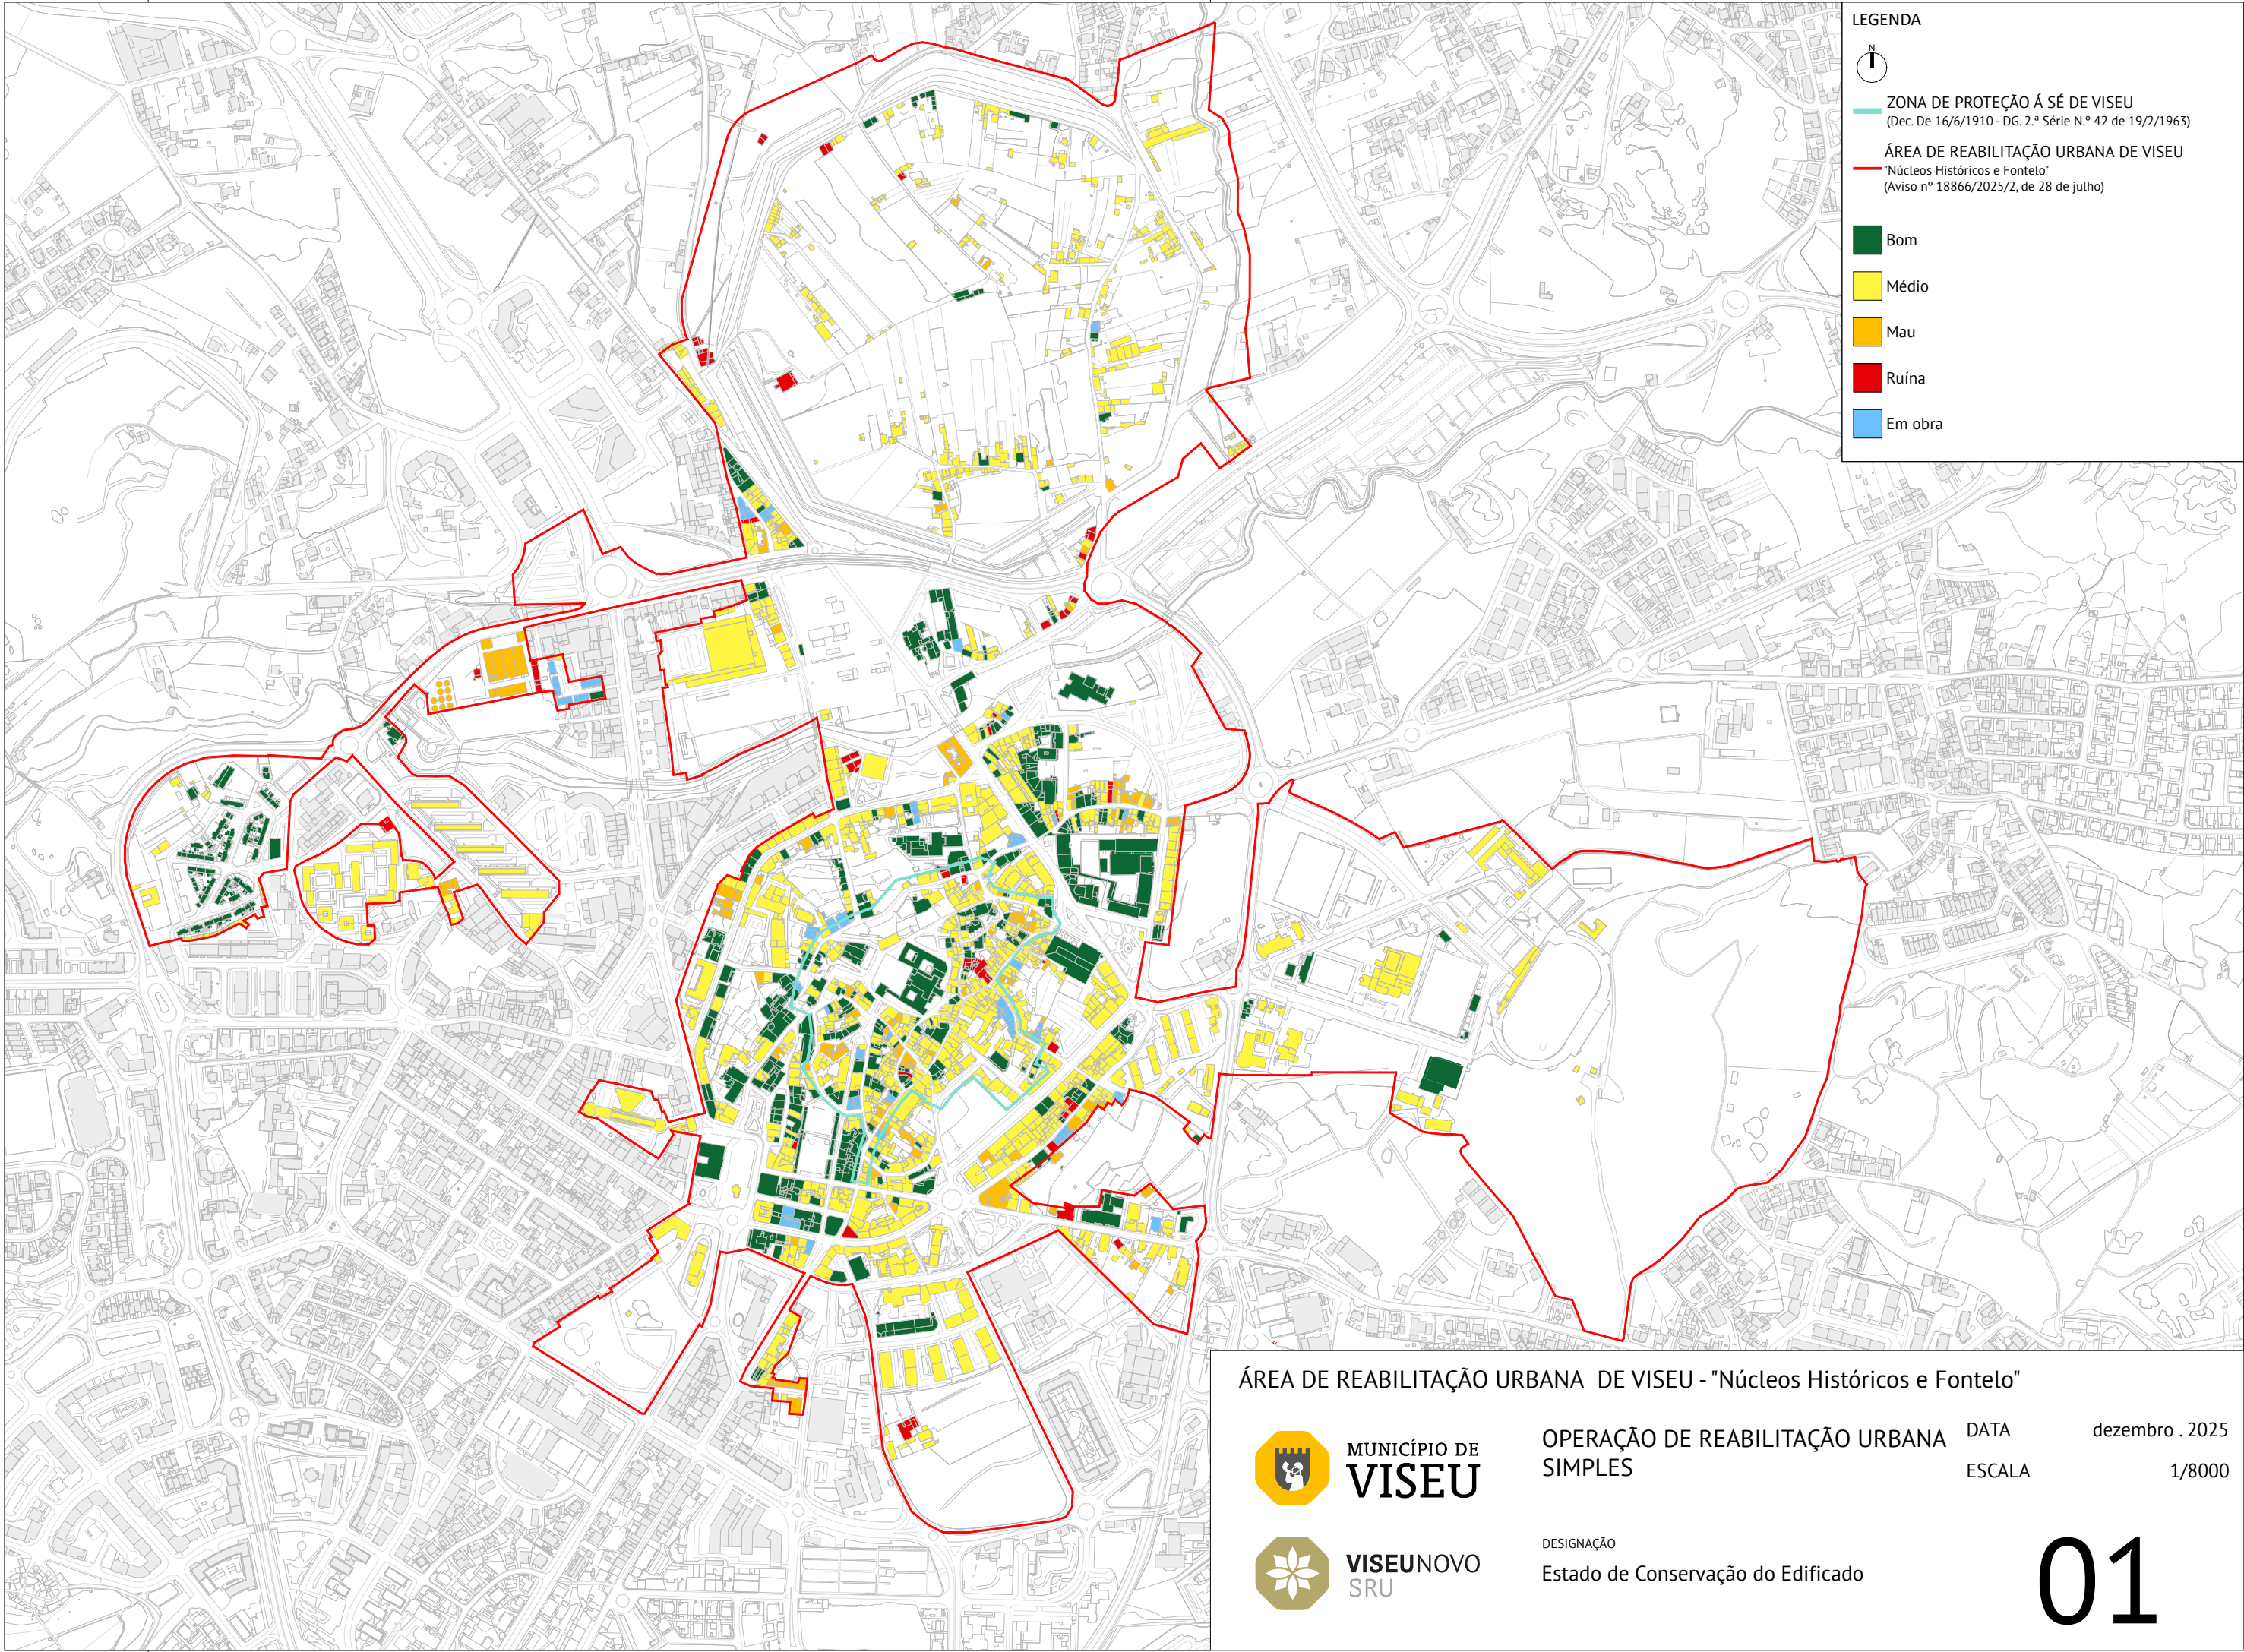 LEGENDA
N
ZONA DE PROTEÇÃO Á SÉ DE VISEU
(Dec. De 16/6/1910 - DG. 2.ª Série N.º 42 de 19/2/1963)
ÁREA DE REABILITAÇÃO URBANA DE VISEU
"Núcleos Históricos e Fontelo"
(Aviso nº 18866/2025/2, de 28 de julho)
Bom
Médio
Mau
Ruína
Em obra
ÁREA DE REABILITAÇÃO URBANA DE VISEU - "Núcleos Históricos e Fontelo"
MUNICÍPIO DE
VISEU
OPERAÇÃO DE REABILITAÇÃO URBANA
SIMPLES
DATA dezembro . 2025
ESCALA 1/8000
VISEUNOVO
SRU
DESIGNAÇÃO
Estado de Conservação do Edificado
01